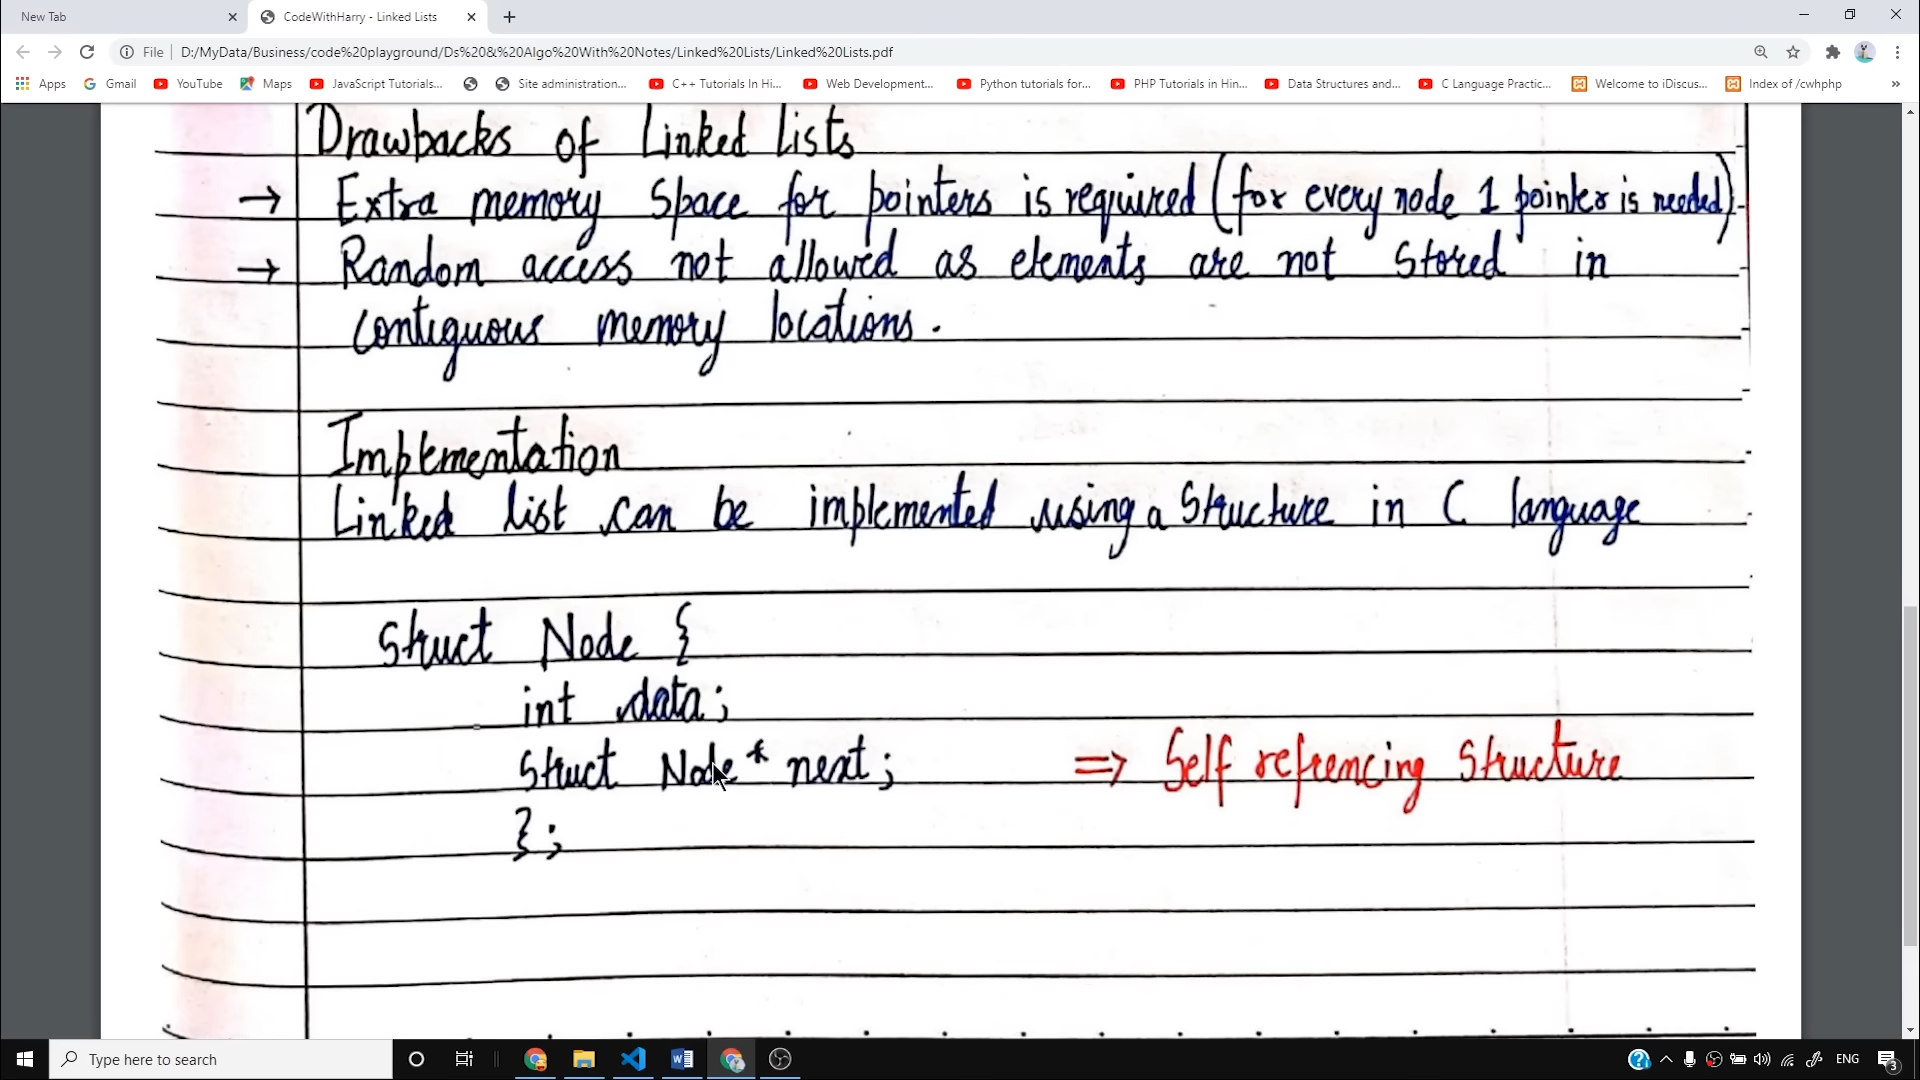 New Tab
CodeWithHarry - Linked Lists
File | D:/MyData/Business/code%20playground/Ds%20&%20Algo%20With%20Notes/Linked%20Lists/Linked%20Lists.pdf
Apps Gmail YouTube Maps JavaScript Tutorials... Site administration... C++ Tutorials In Hi... Web Development... Python tutorials for... PHP Tutorials in Hin... Data Structures and... C Language Practic... Welcome to iDiscus... Index of /cwhphp »
Drawbacks of Linked Lists
→ Extra memory space for pointers is required (for every node 1 pointer is needed)
→ Random access not allowed as elements are not stored in
contiguous memory locations.
Implementation
Linked list can be implemented using a structure in C language
Struct Node {
int data;
Struct Node* next; => Self refrencing Structure
};
Type here to search
ENG
3